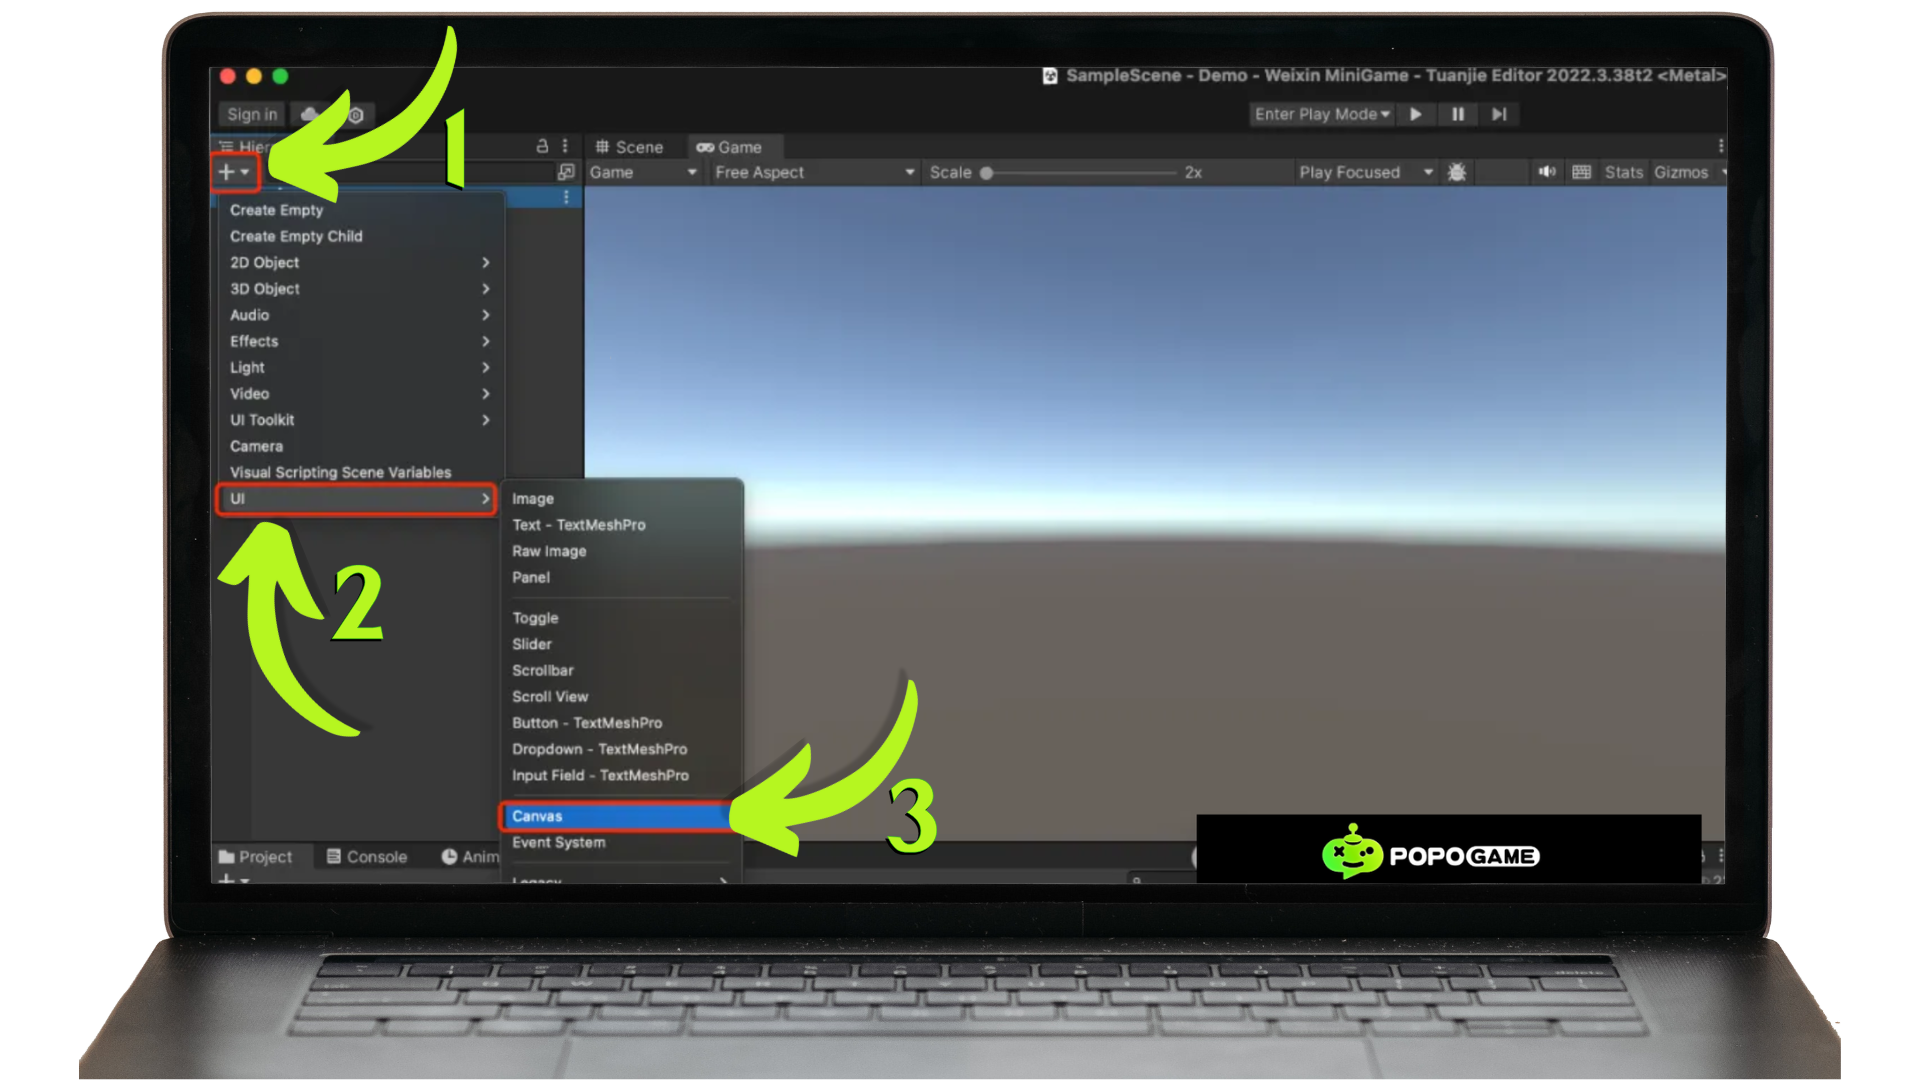 SampleScene - Demo - Weixin MiniGame - Tuanjie Editor 2022.3.38t2 <Metal>
Sign in
Enter Play Mode
1
Scene
Game
Game
Free Aspect
Scale
2x
Play Focused
Stats
Gizmos
Create Empty
Create Empty Child
2D Object
3D Object
Audio
Effects
Light
Video
UI Toolkit
Camera
Visual Scripting Scene Variables
UI
2
Image
Text - TextMeshPro
Raw Image
Panel
Toggle
Slider
Scrollbar
Scroll View
Button - TextMeshPro
Dropdown - TextMeshPro
Input Field - TextMeshPro
Canvas
3
Event System
Legacy
Project
Console
POPOGAME